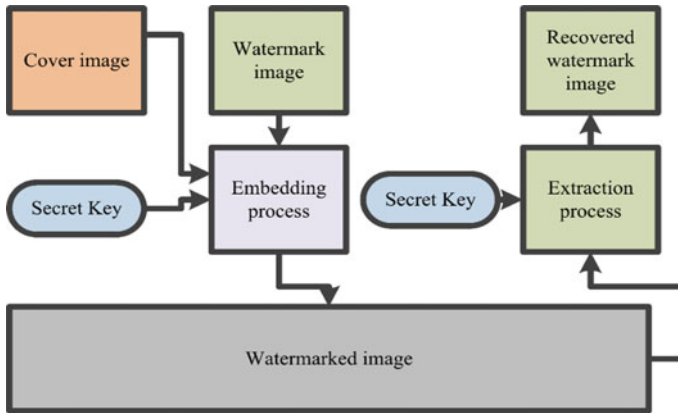 Cover image
Watermark
image
Recovered
watermark
image
Secret Key
Embedding
process
Secret Key
Extraction
process
Watermarked image